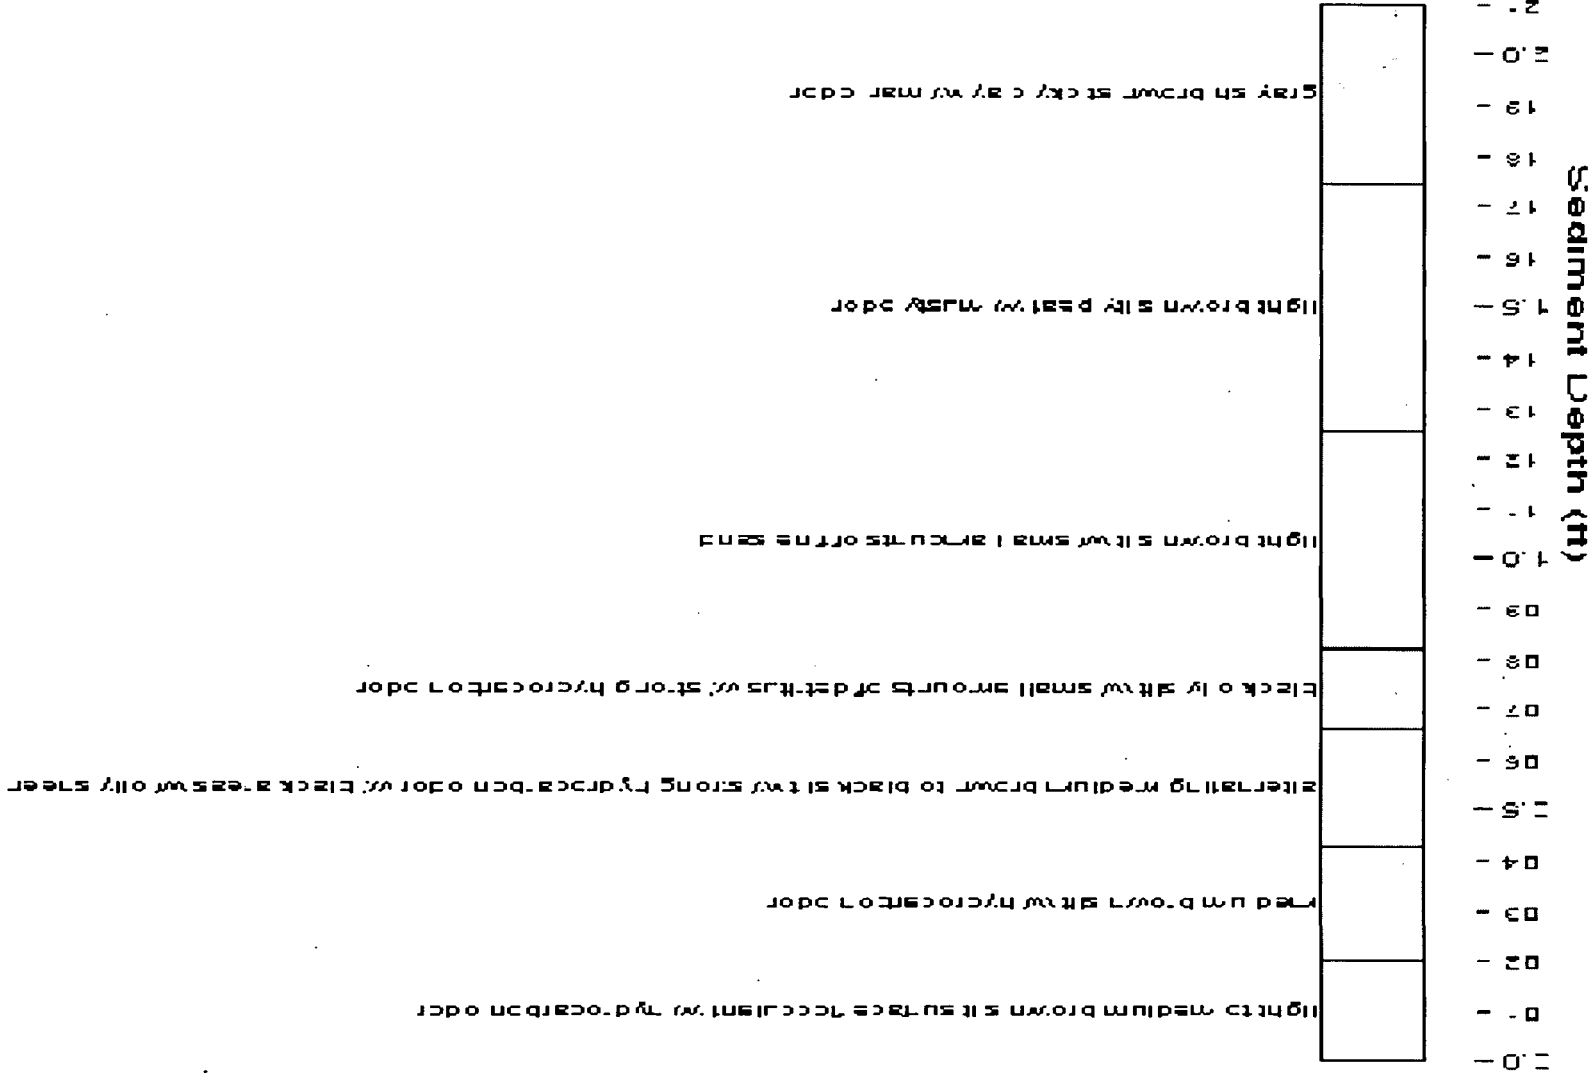 Sediment Depth (ft)
0.0
0.1
0.2
0.3
0.4
0.5
0.6
0.7
0.8
0.9
1.0
1.1
1.2
1.3
1.4
1.5
1.6
1.7
1.8
1.9
2.0
2.1
light to medium brown silt surface flocculant w/ hydrocarbon odor
medium brown silt w/ hydrocarbon odor
alternating medium brown to black silt w/ strong hydrocarbon odor w/ black areas w/ oily sheen
black oily silt w/ small amounts of detritus w/ strong hydrocarbon odor
light brown silt w/ small amounts of fine sand
light brown silty peat w/ musty odor
grayish brown sticky clay w/ marl odor